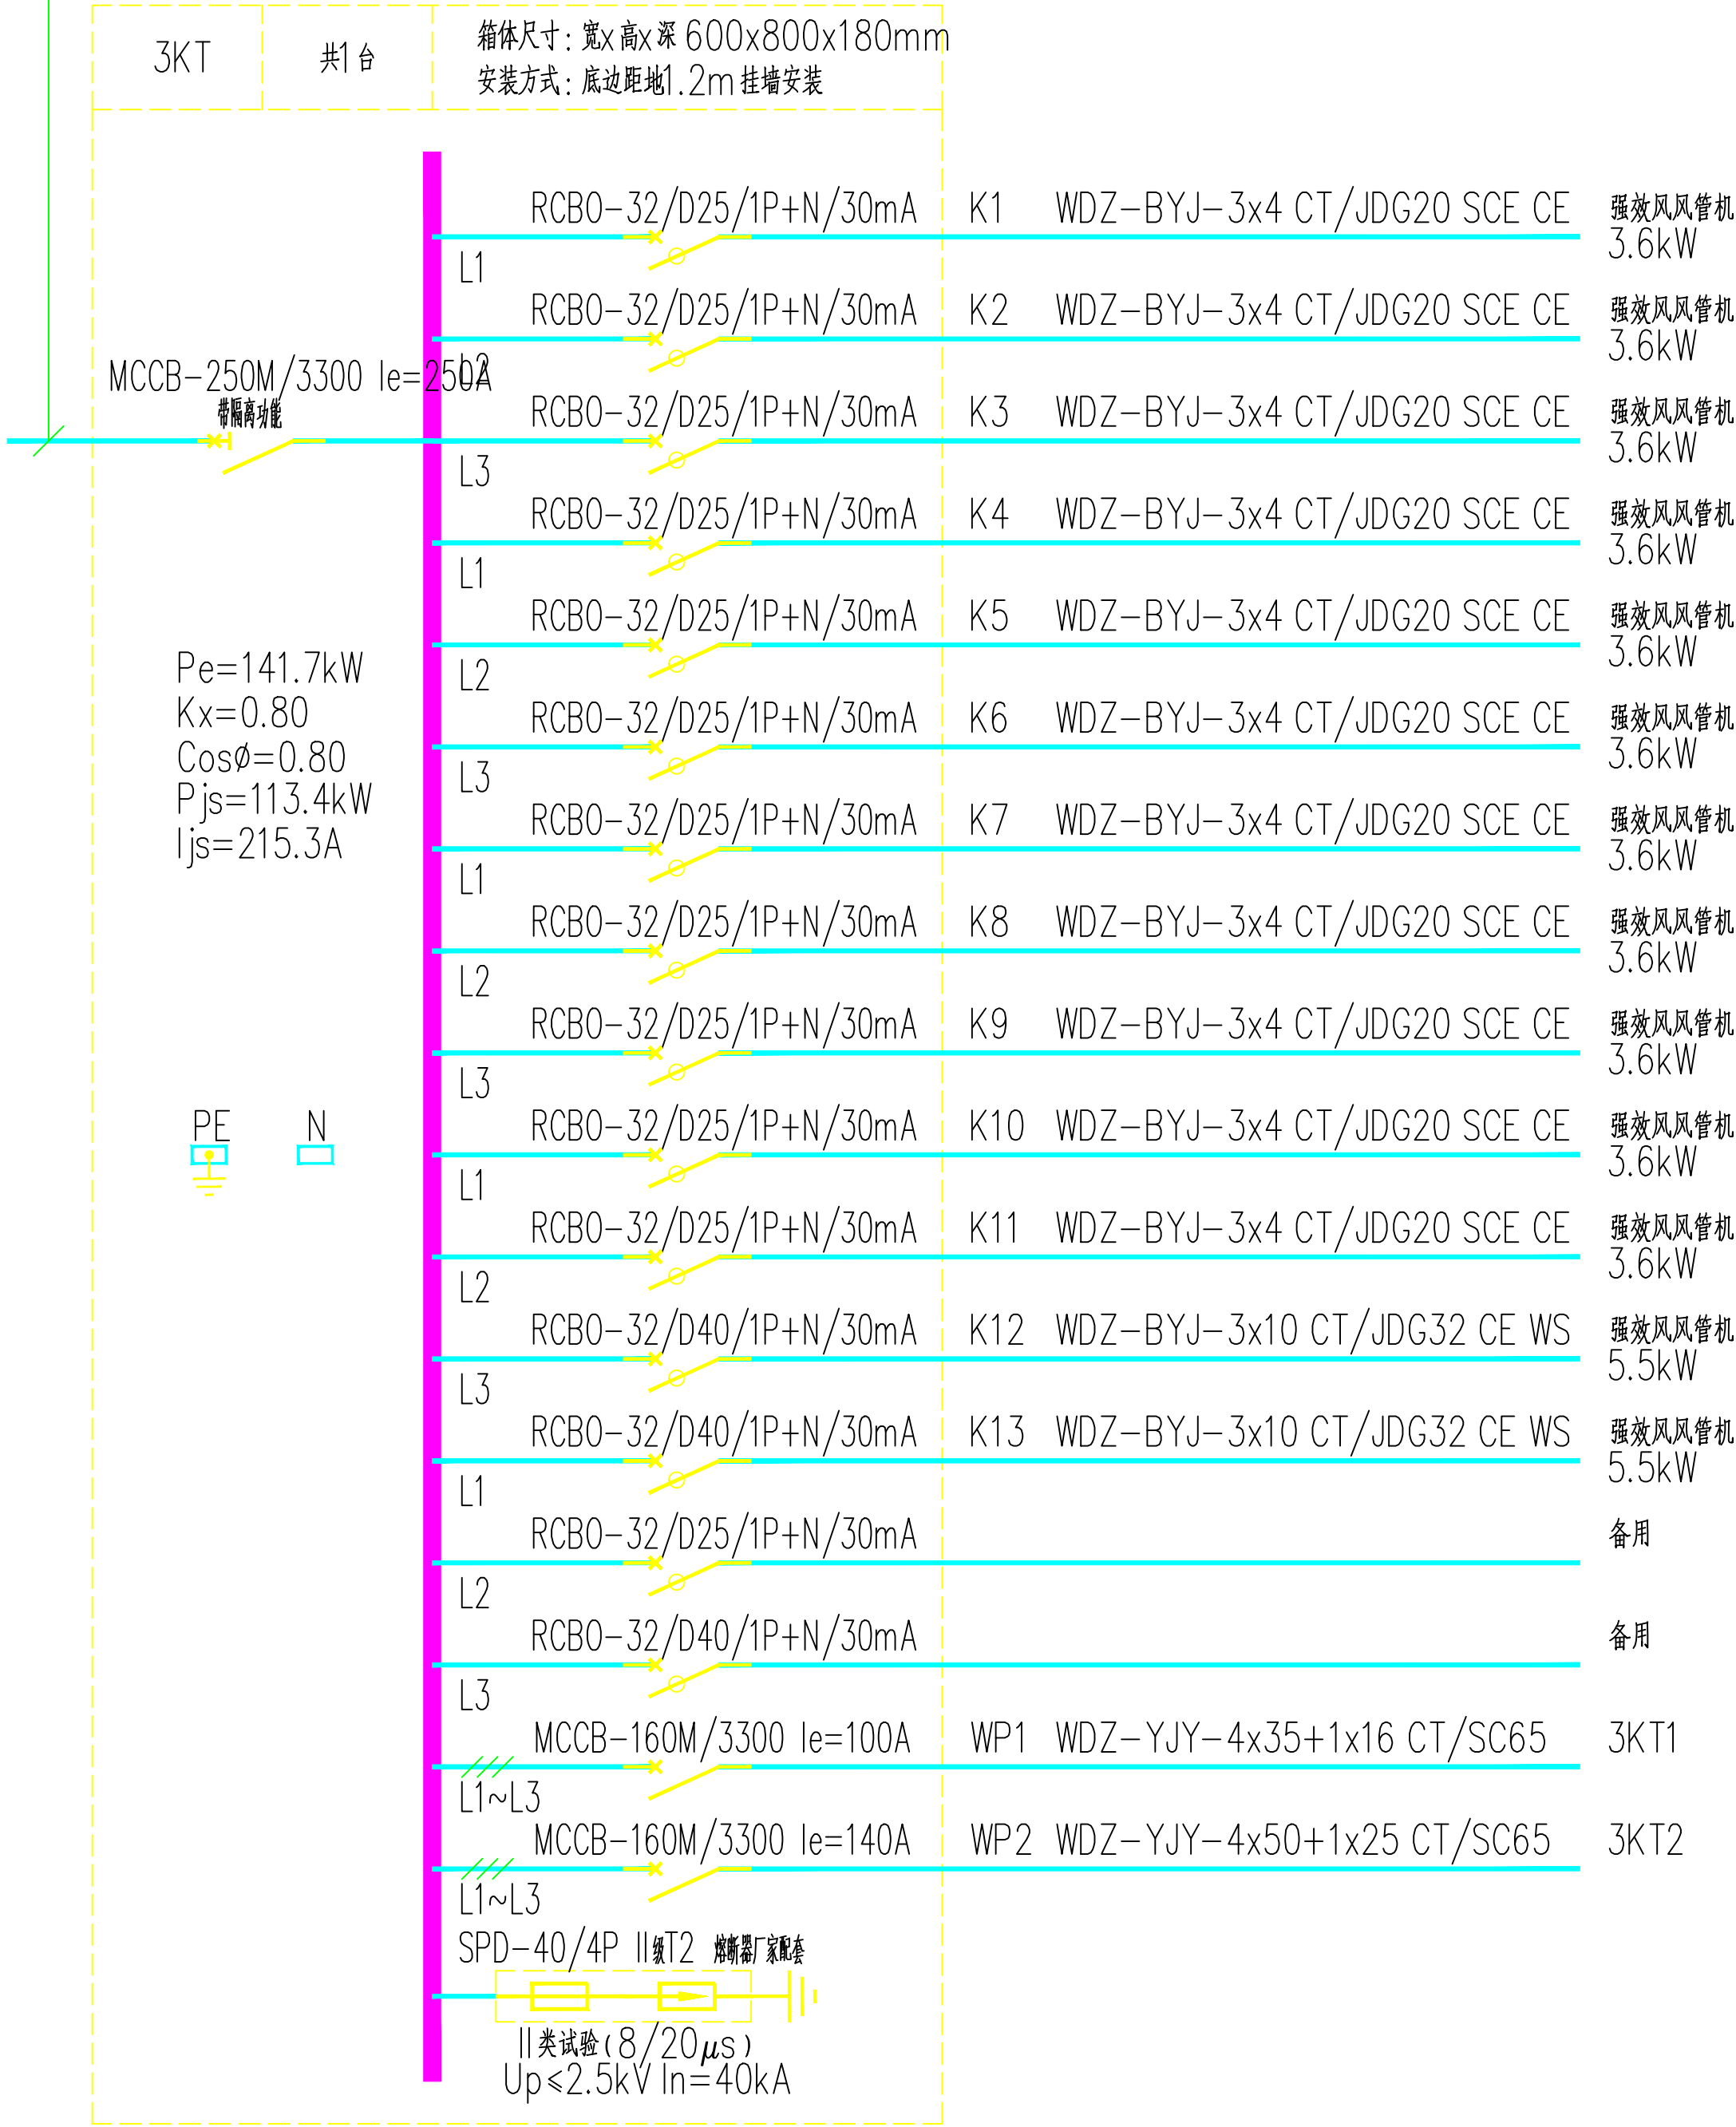 3KT
共1台
箱体尺寸: 宽x高x深 600x800x180mm
安装方式: 底边距地1.2m 挂墙安装
MCCB-250M/3300 Ie=250A
带隔离功能
Pe=141.7kW
Kx=0.80
Cosø=0.80
Pjs=113.4kW
Ijs=215.3A
PE
N
RCBO-32/D25/1P+N/30mA K1 WDZ-BYJ-3x4 CT/JDG20 SCE CE 强效风风管机
L1 3.6kW
RCBO-32/D25/1P+N/30mA K2 WDZ-BYJ-3x4 CT/JDG20 SCE CE 强效风风管机
L2 3.6kW
RCBO-32/D25/1P+N/30mA K3 WDZ-BYJ-3x4 CT/JDG20 SCE CE 强效风风管机
L3 3.6kW
RCBO-32/D25/1P+N/30mA K4 WDZ-BYJ-3x4 CT/JDG20 SCE CE 强效风风管机
L1 3.6kW
RCBO-32/D25/1P+N/30mA K5 WDZ-BYJ-3x4 CT/JDG20 SCE CE 强效风风管机
L2 3.6kW
RCBO-32/D25/1P+N/30mA K6 WDZ-BYJ-3x4 CT/JDG20 SCE CE 强效风风管机
L3 3.6kW
RCBO-32/D25/1P+N/30mA K7 WDZ-BYJ-3x4 CT/JDG20 SCE CE 强效风风管机
L1 3.6kW
RCBO-32/D25/1P+N/30mA K8 WDZ-BYJ-3x4 CT/JDG20 SCE CE 强效风风管机
L2 3.6kW
RCBO-32/D25/1P+N/30mA K9 WDZ-BYJ-3x4 CT/JDG20 SCE CE 强效风风管机
L3 3.6kW
RCBO-32/D25/1P+N/30mA K10 WDZ-BYJ-3x4 CT/JDG20 SCE CE 强效风风管机
L1 3.6kW
RCBO-32/D25/1P+N/30mA K11 WDZ-BYJ-3x4 CT/JDG20 SCE CE 强效风风管机
L2 3.6kW
RCBO-32/D40/1P+N/30mA K12 WDZ-BYJ-3x10 CT/JDG32 CE WS 强效风风管机
L3 5.5kW
RCBO-32/D40/1P+N/30mA K13 WDZ-BYJ-3x10 CT/JDG32 CE WS 强效风风管机
L1 5.5kW
RCBO-32/D25/1P+N/30mA 备用
L2
RCBO-32/D40/1P+N/30mA 备用
L3
MCCB-160M/3300 Ie=100A WP1 WDZ-YJY-4x35+1x16 CT/SC65 3KT1
L1~L3
MCCB-160M/3300 Ie=140A WP2 WDZ-YJY-4x50+1x25 CT/SC65 3KT2
L1~L3
SPD-40/4P II级T2 熔断器厂家配套
II类试验(8/20μs)
Up≤2.5kV In=40kA